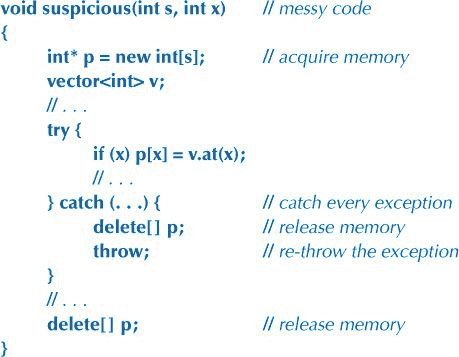 void suspicious(int s, int x) // messy code
{
int* p = new int[s]; // acquire memory
vector<int> v;
// . . .
try {
if (x) p[x] = v.at(x);
// . . .
} catch (. . .) { // catch every exception
delete[] p; // release memory
throw; // re-throw the exception
}
// . . .
delete[] p; // release memory
}